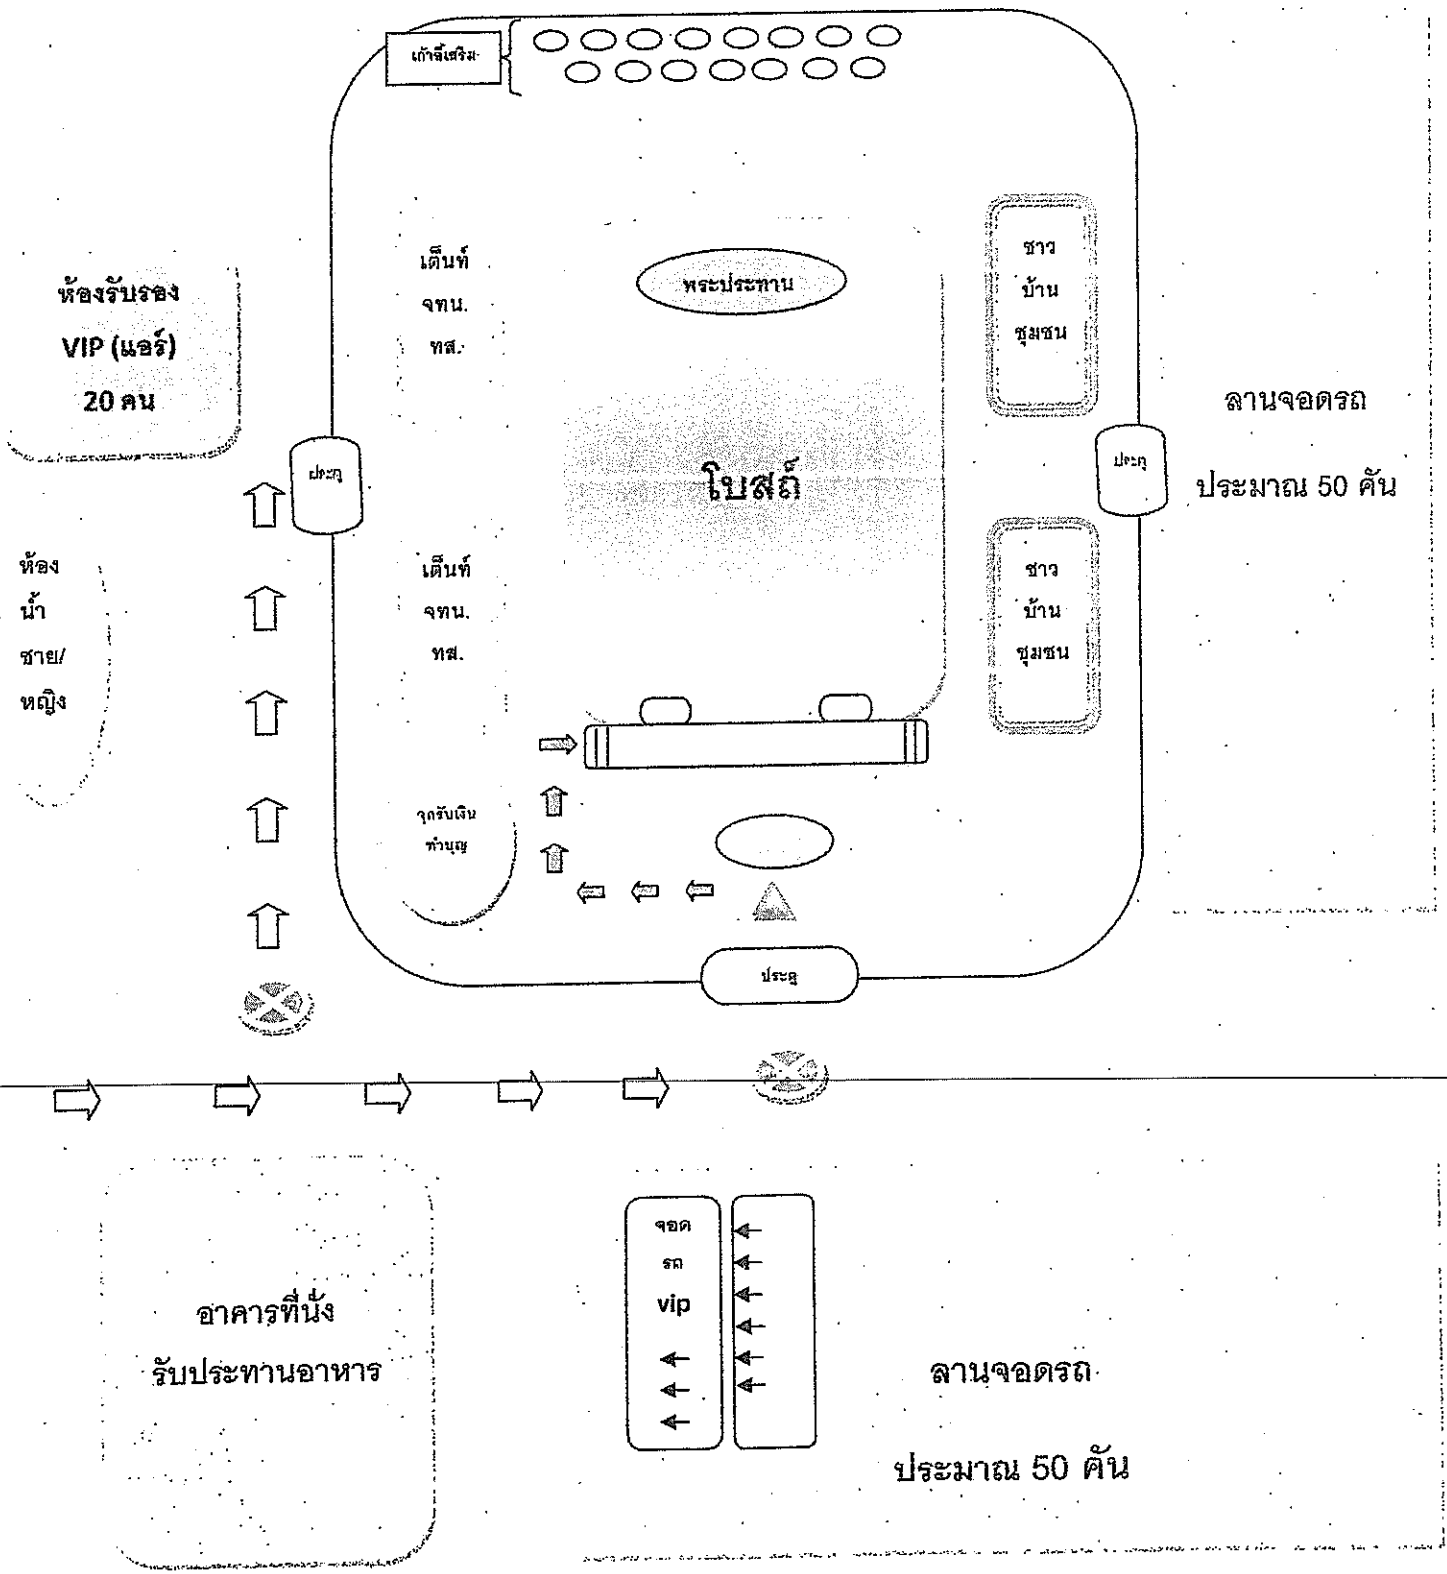 เก้าอี้เสริม
เต็นท์
จทน.
ทส.
พระประทาน
ชาว
บ้าน
ชุมชน
ห้องรับรอง
VIP (แอร์)
20 คน
ลานจอดรถ
ประมาณ 50 คัน
ประตู
โบสถ์
ประตู
ห้อง
น้ำ
ชาย/
หญิง
เต็นท์
จทน.
ทส.
ชาว
บ้าน
ชุมชน
จุดรับเงิน
ทำบุญ
ประตู
จอด
รถ
vip
อาคารที่นั่ง
รับประทานอาหาร
ลานจอดรถ
ประมาณ 50 คัน